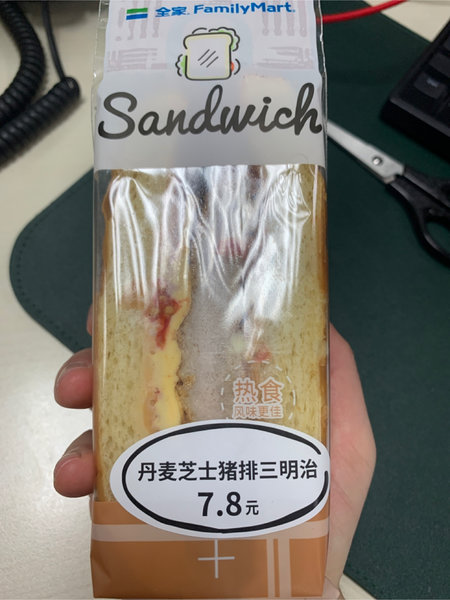 全家 FamilyMart
Sandwich
热食
风味更佳
丹麦芝士猪排三明治
7.8元